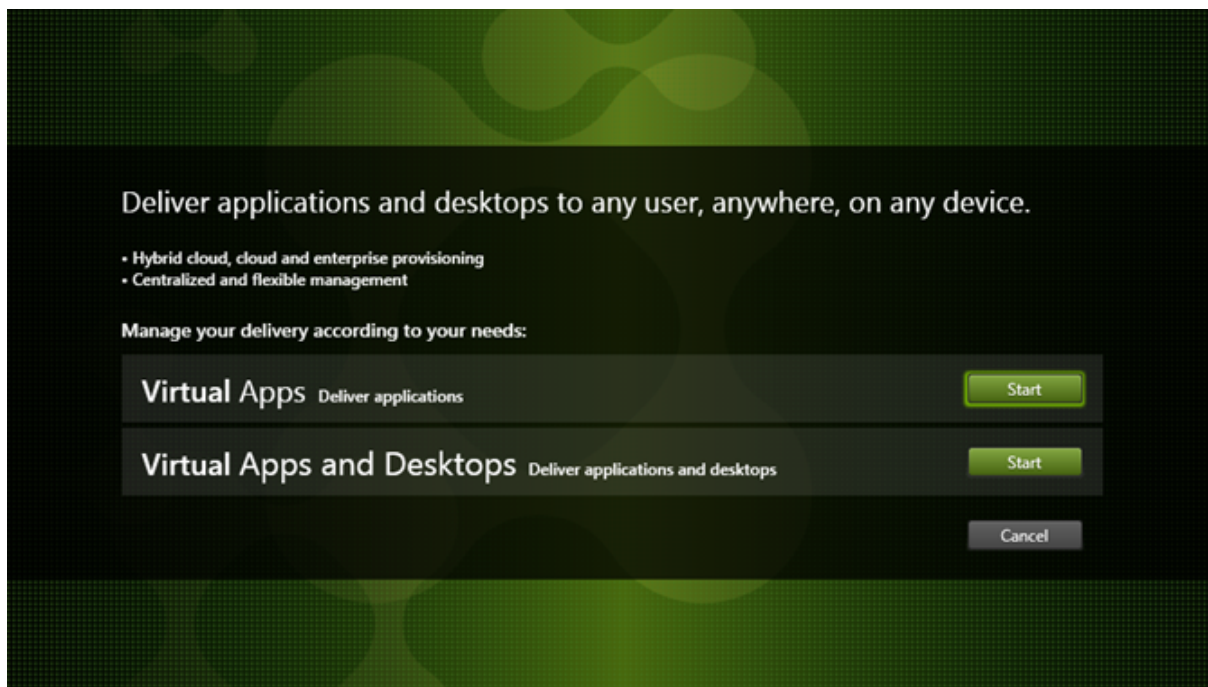 Deliver applications and desktops to any user, anywhere, on any device.
• Hybrid cloud, cloud and enterprise provisioning
• Centralized and flexible management
Manage your delivery according to your needs:
Virtual Apps Deliver applications
Start
Virtual Apps and Desktops Deliver applications and desktops
Start
Cancel